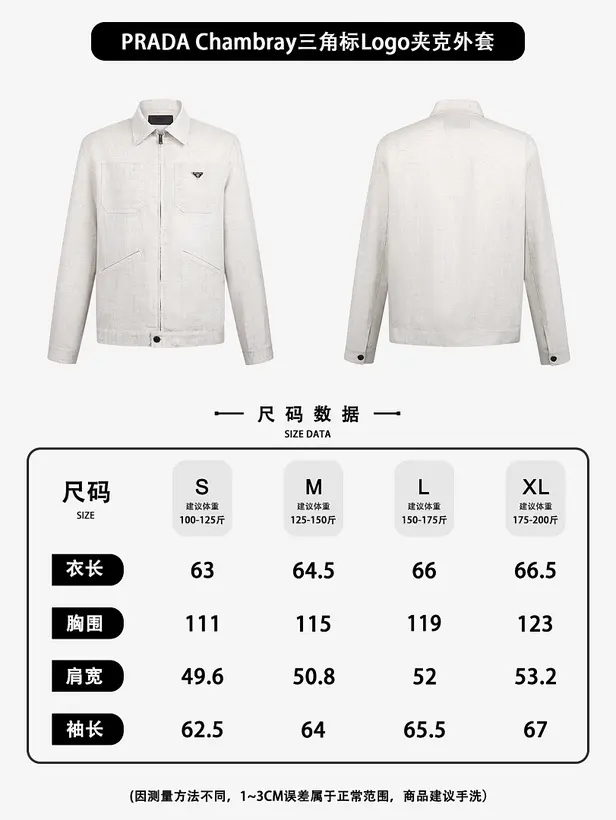 PRADA Chambray三角标Logo夹克外套
尺码数据
SIZE DATA
尺码
SIZE
S
建议体重
100-125斤
M
建议体重
125-150斤
L
建议体重
150-175斤
XL
建议体重
175-200斤
衣长 63 64.5 66 66.5
胸围 111 115 119 123
肩宽 49.6 50.8 52 53.2
袖长 62.5 64 65.5 67
(因测量方法不同，1~3CM误差属于正常范围，商品建议手洗)